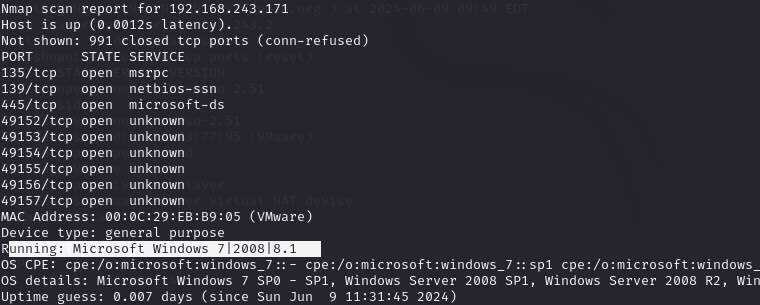 Nmap scan report for 192.168.243.171
Host is up (0.0012s latency).
Not shown: 991 closed tcp ports (conn-refused)
PORT      STATE SERVICE
135/tcp   open  msrpc
139/tcp   open  netbios-ssn
445/tcp   open  microsoft-ds
49152/tcp open  unknown
49153/tcp open  unknown
49154/tcp open  unknown
49155/tcp open  unknown
49156/tcp open  unknown
49157/tcp open  unknown
MAC Address: 00:0C:29:EB:B9:05 (VMware)
Device type: general purpose
Running: Microsoft Windows 7|2008|8.1
OS CPE: cpe:/o:microsoft:windows_7::- cpe:/o:microsoft:windows_7::sp1 cpe:/o:microsoft:windows_
OS details: Microsoft Windows 7 SP0 - SP1, Windows Server 2008 SP1, Windows Server 2008 R2, Win
Uptime guess: 0.007 days (since Sun Jun  9 11:31:45 2024)